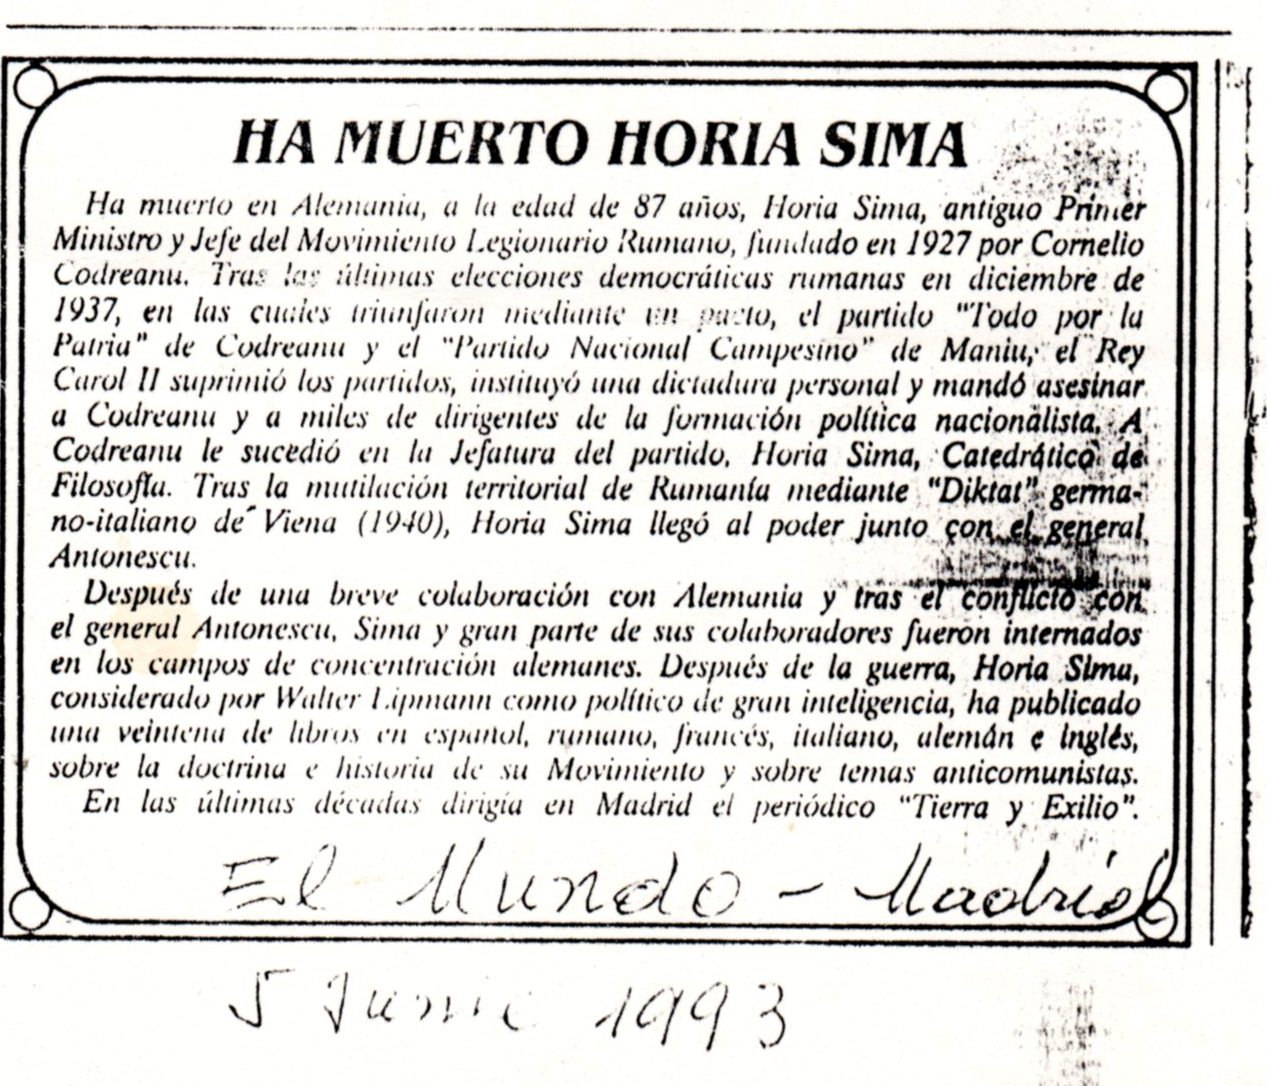 HA MUERTO HORIA SIMA
Ha muerto en Alemania, a la edad de 87 años, Horia Sima, antiguo Primer
Ministro y Jefe del Movimiento Legionario Rumano, fundado en 1927 por Cornelio
Codreanu. Tras las últimas elecciones democráticas rumanas en diciembre de
1937, en las cuales triunfaron mediante un pacto, el partido "Todo por la
Patria" de Codreanu y el "Partido Nacional Campesino" de Maniu, el Rey
Carol II suprimió los partidos, instituyó una dictadura personal y mandó asesinar
a Codreanu y a miles de dirigentes de la formación política nacionalista. A
Codreanu le sucedió en la Jefatura del partido, Horia Sima, Catedrático de
Filosofía. Tras la mutilación territorial de Rumanía mediante "Diktat" germa-
no-italiano de Viena (1940), Horia Sima llegó al poder junto con el general
Antonescu.
Después de una breve colaboración con Alemania y tras el conflicto con
el general Antonescu, Sima y gran parte de sus colaboradores fueron internados
en los campos de concentración alemanes. Después de la guerra, Horia Sima,
considerado por Walter Lipmann como político de gran inteligencia, ha publicado
una veintena de libros en español, rumano, francés, italiano, alemán e inglés,
sobre la doctrina e historia de su Movimiento y sobre temas anticomunistas.
En las últimas décadas dirigía en Madrid el periódico "Tierra y Exilio".
El Mundo - Madrid
5 Junie 1993